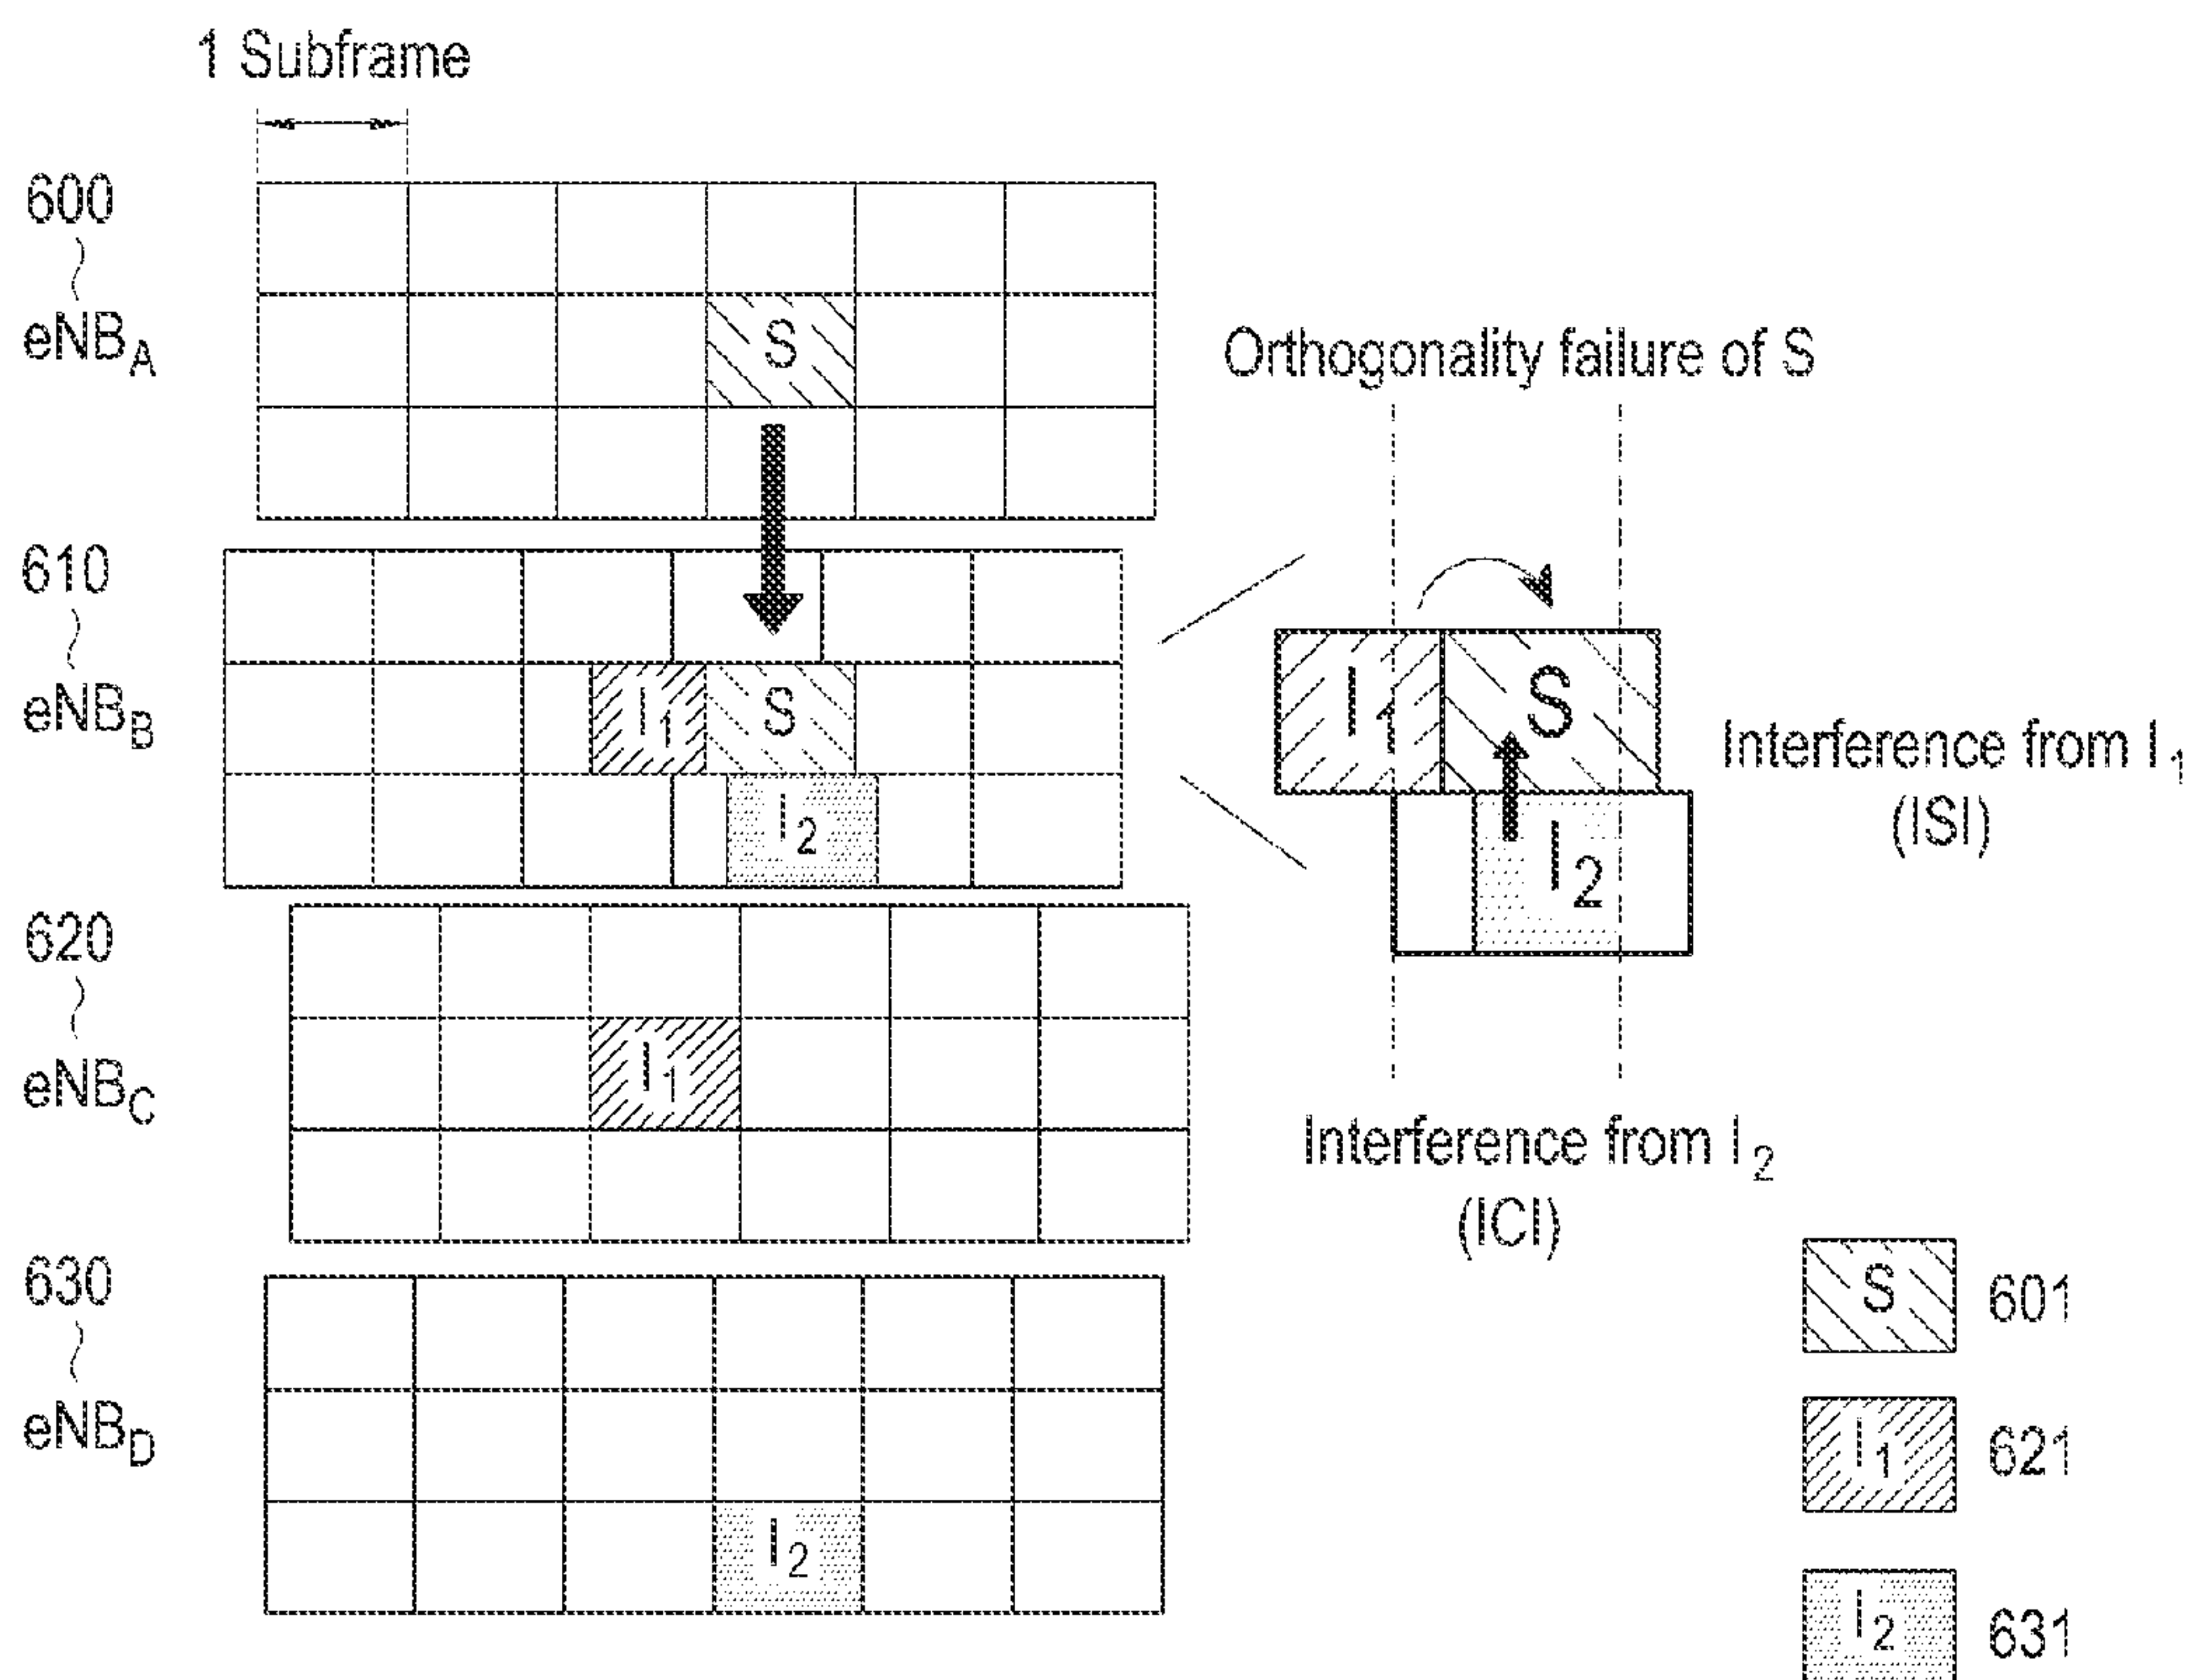 1 Subframe
600
eNB_A
S
Orthogonality failure of S
610
eNB_B
I_1
S
I_2
I_1
S
I_2
Interference from I_1
(ISI)
620
eNB_C
I_1
Interference from I_2
(ICI)
630
eNB_D
I_2
S 601
I_1 621
I_2 631